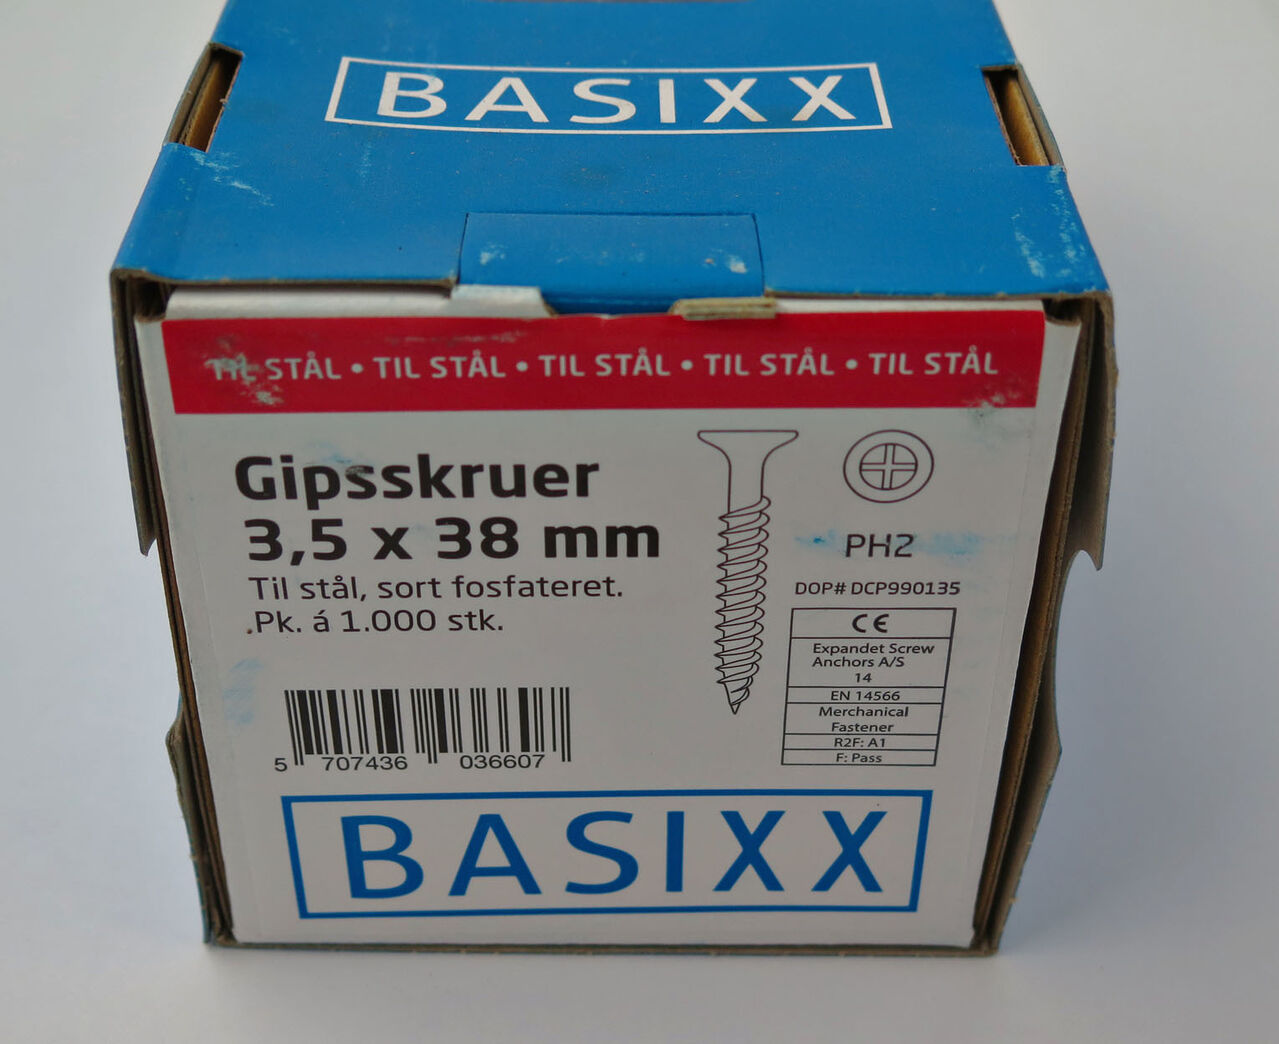 BASIXX
TIL STÅL • TIL STÅL • TIL STÅL • TIL STÅL • TIL STÅL
Gipsskruer
3,5 x 38 mm
Til stål, sort fosfateret.
Pk. á 1.000 stk.
PH2
DOP# DCP990135
CE
Expandet Screw
Anchors A/S
14
EN 14566
Merchanical
Fastener
R2F: A1
F: Pass
5 707436 036607
BASIXX